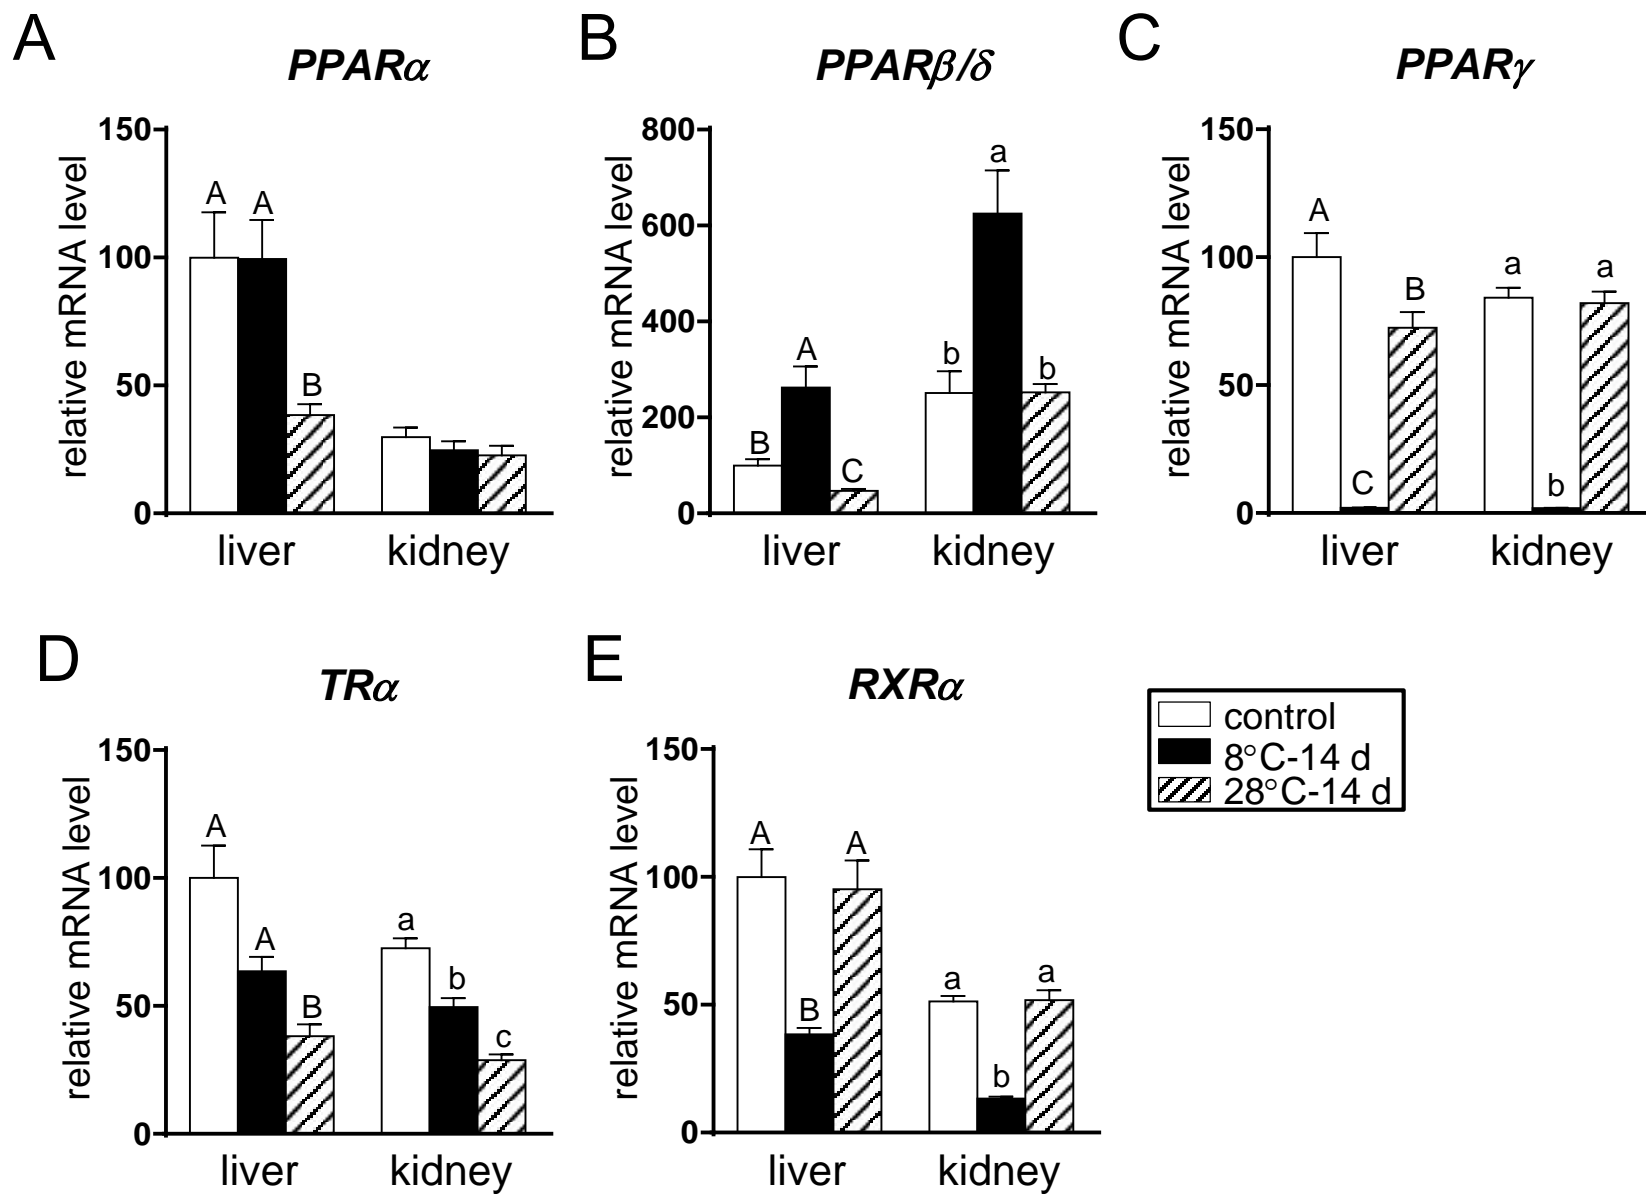 A
PPARα
150
100
50
0
relative mRNA level
A
A
B
liver
kidney
B
PPARβ/δ
800
600
400
200
0
relative mRNA level
B
A
C
b
a
b
liver
kidney
C
PPARγ
150
100
50
0
relative mRNA level
A
C
B
a
b
a
liver
kidney
D
TRα
150
100
50
0
relative mRNA level
A
A
B
a
b
c
liver
kidney
E
RXRα
150
100
50
0
relative mRNA level
A
B
A
a
b
a
liver
kidney
control
8°C-14 d
28°C-14 d